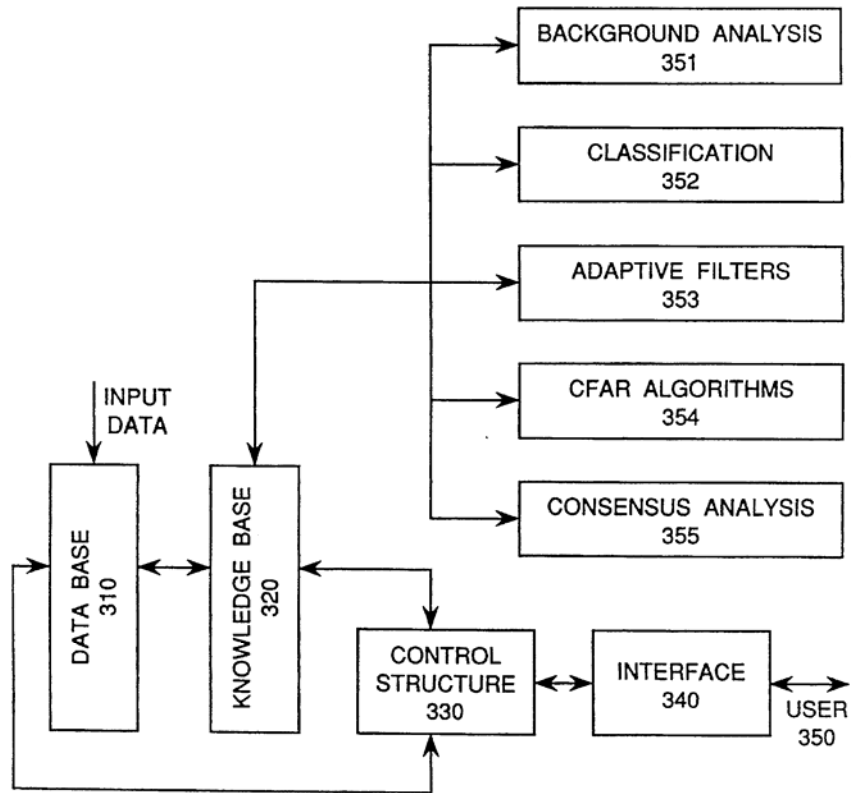 BACKGROUND ANALYSIS
351
CLASSIFICATION
352
ADAPTIVE FILTERS
353
CFAR ALGORITHMS
354
CONSENSUS ANALYSIS
355
INPUT
DATA
DATA BASE
310
KNOWLEDGE BASE
320
CONTROL
STRUCTURE
330
INTERFACE
340
USER
350